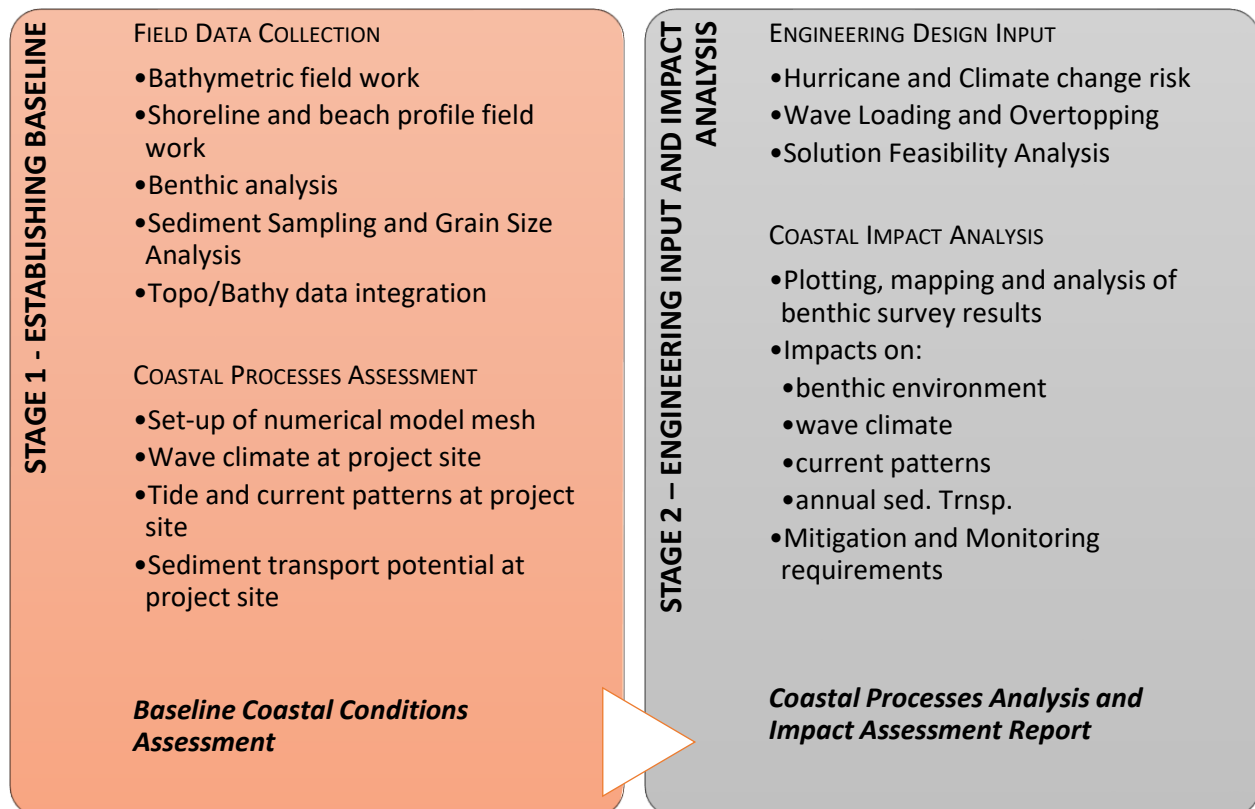 STAGE 1 - ESTABLISHING BASELINE
FIELD DATA COLLECTION
•Bathymetric field work
•Shoreline and beach profile field
work
•Benthic analysis
•Sediment Sampling and Grain Size
Analysis
•Topo/Bathy data integration
COASTAL PROCESSES ASSESSMENT
•Set-up of numerical model mesh
•Wave climate at project site
•Tide and current patterns at project
site
•Sediment transport potential at
project site
Baseline Coastal Conditions
Assessment
STAGE 2 – ENGINEERING INPUT AND IMPACT
ANALYSIS
ENGINEERING DESIGN INPUT
•Hurricane and Climate change risk
•Wave Loading and Overtopping
•Solution Feasibility Analysis
COASTAL IMPACT ANALYSIS
•Plotting, mapping and analysis of
benthic survey results
•Impacts on:
•benthic environment
•wave climate
•current patterns
•annual sed. Trnsp.
•Mitigation and Monitoring
requirements
Coastal Processes Analysis and
Impact Assessment Report